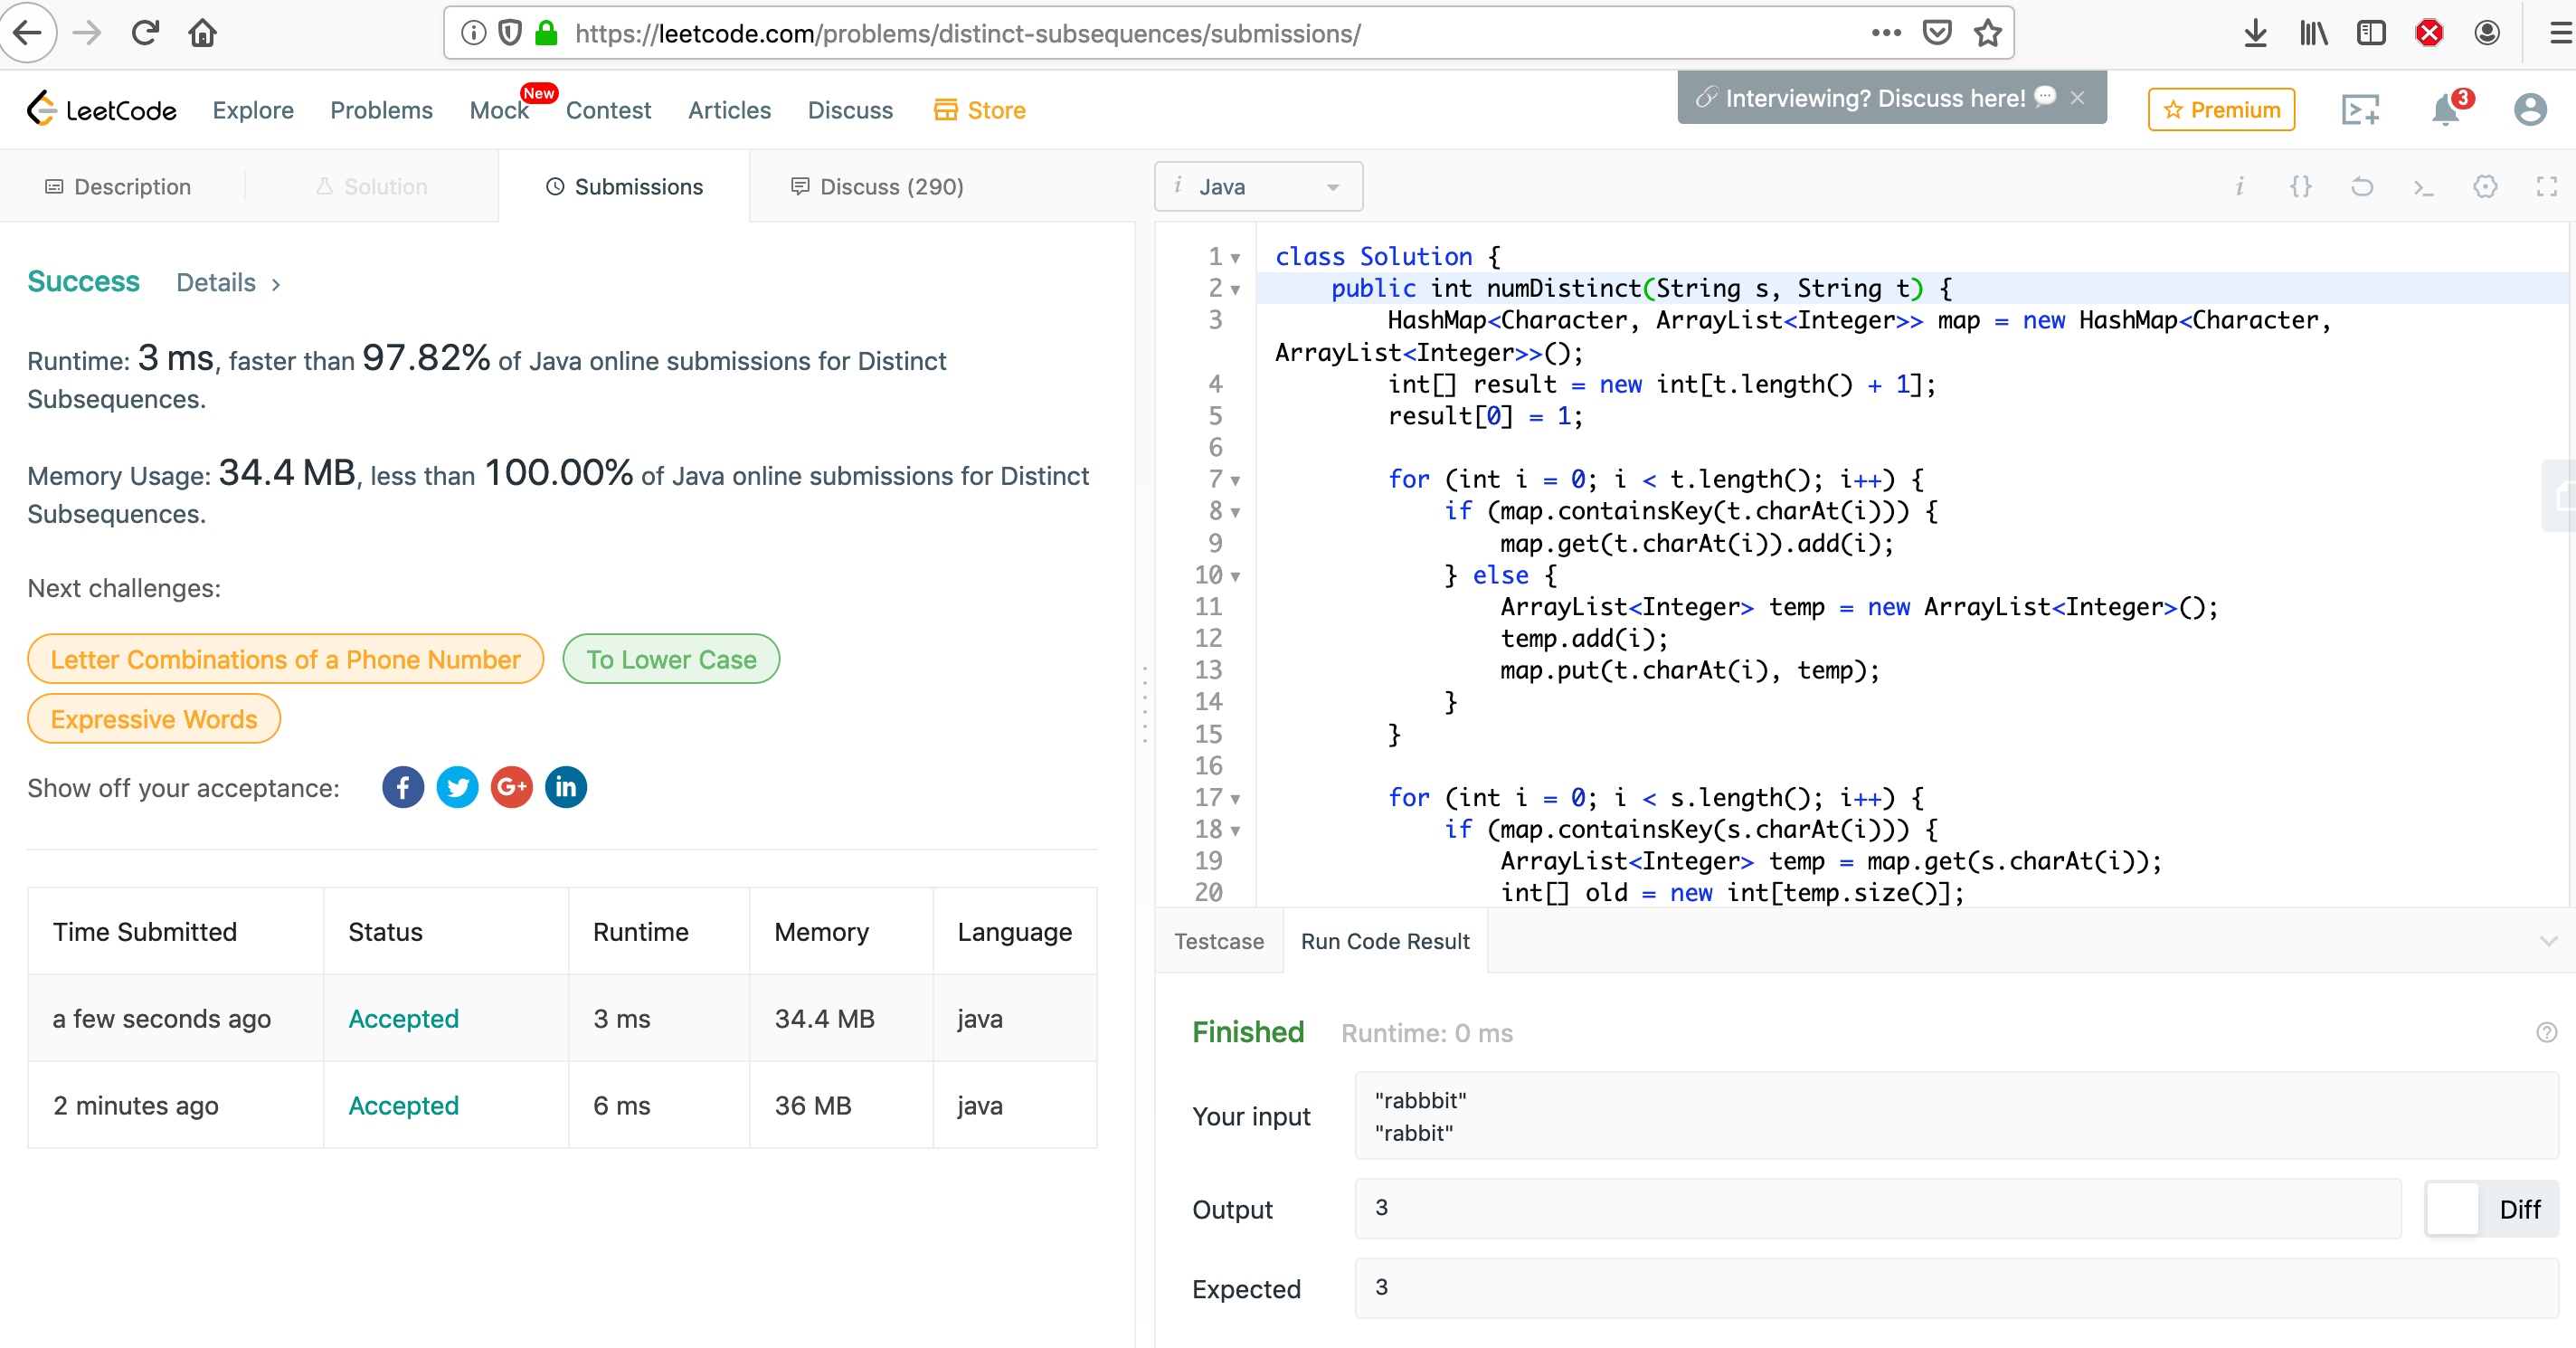 https://leetcode.com/problems/distinct-subsequences/submissions/
LeetCode Explore Problems Mock New Contest Articles Discuss Store Interviewing? Discuss here! Premium 3
Description Solution Submissions Discuss (290)
Success Details
Runtime: 3 ms, faster than 97.82% of Java online submissions for Distinct
Subsequences.
Memory Usage: 34.4 MB, less than 100.00% of Java online submissions for Distinct
Subsequences.
Next challenges:
Letter Combinations of a Phone Number To Lower Case
Expressive Words
Show off your acceptance: f G+ in
Time Submitted Status Runtime Memory Language
a few seconds ago Accepted 3 ms 34.4 MB java
2 minutes ago Accepted 6 ms 36 MB java
i Java
1 class Solution {
2 public int numDistinct(String s, String t) {
3 HashMap<Character, ArrayList<Integer>> map = new HashMap<Character,
ArrayList<Integer>>();
4 int[] result = new int[t.length() + 1];
5 result[0] = 1;
6
7 for (int i = 0; i < t.length(); i++) {
8 if (map.containsKey(t.charAt(i))) {
9 map.get(t.charAt(i)).add(i);
10 } else {
11 ArrayList<Integer> temp = new ArrayList<Integer>();
12 temp.add(i);
13 map.put(t.charAt(i), temp);
14 }
15 }
16
17 for (int i = 0; i < s.length(); i++) {
18 if (map.containsKey(s.charAt(i))) {
19 ArrayList<Integer> temp = map.get(s.charAt(i));
20 int[] old = new int[temp.size()];
Testcase Run Code Result
Finished Runtime: 0 ms
Your input
"rabbbit"
"rabbit"
Output 3 Diff
Expected 3